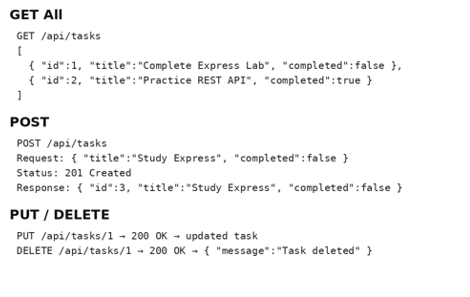 GET All
GET /api/tasks
[
{ "id":1, "title":"Complete Express Lab", "completed":false },
{ "id":2, "title":"Practice REST API", "completed":true }
]
POST
POST /api/tasks
Request: { "title":"Study Express", "completed":false }
Status: 201 Created
Response: { "id":3, "title":"Study Express", "completed":false }
PUT / DELETE
PUT /api/tasks/1 → 200 OK → updated task
DELETE /api/tasks/1 → 200 OK → { "message":"Task deleted" }